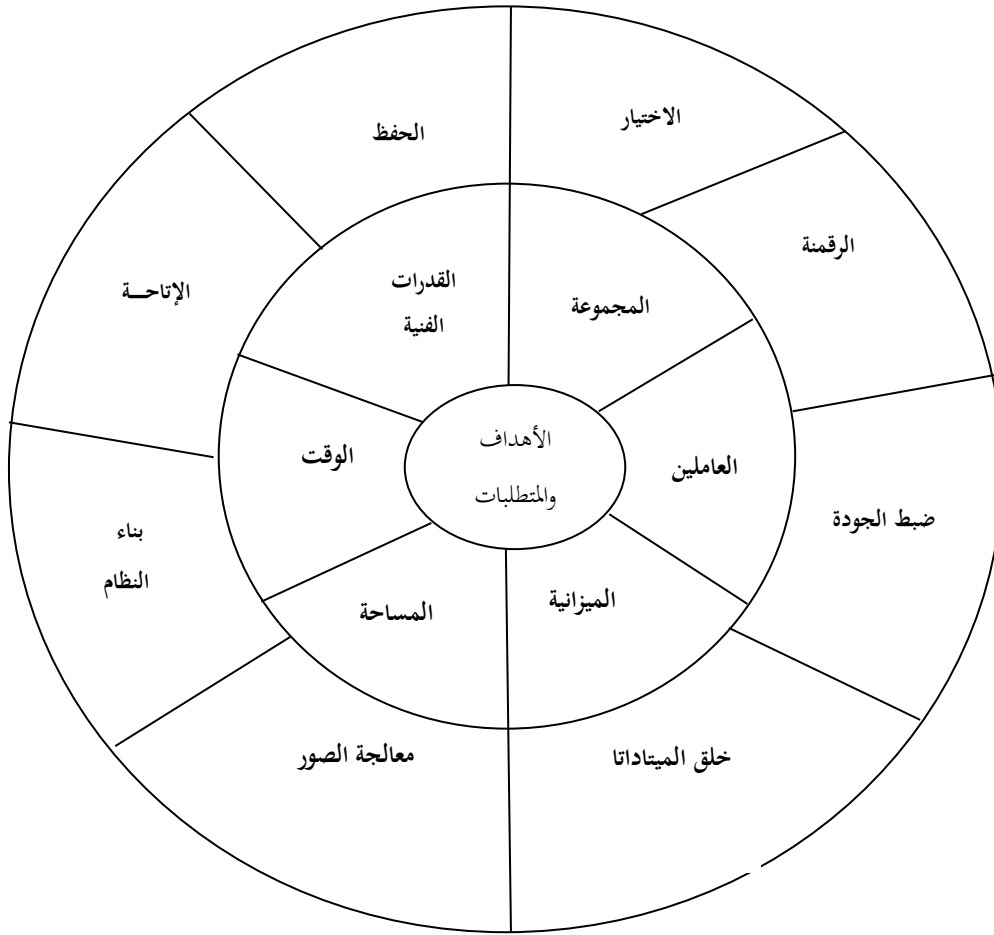 الاختيار
الرقمنة
ضبط الجودة
خلق الميتاداتا
معالجة الصور
بناء
النظام
الإتاحــة
الحفظ
المجموعة
العاملين
الميزانية
المساحة
الوقت
القدرات
الفنية
الأهداف
والمتطلبات